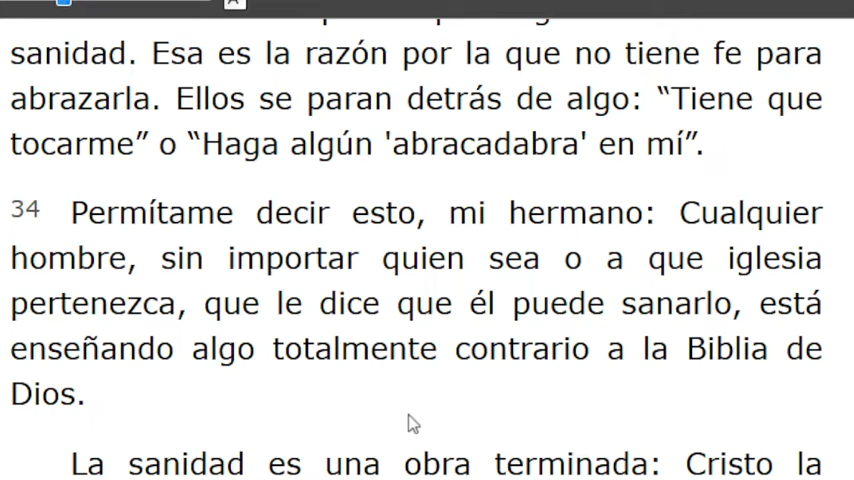 sanidad. Esa es la razón por la que no tiene fe para
abrazarla. Ellos se paran detrás de algo: “Tiene que
tocarme” o “Haga algún 'abracadabra' en mí”.
34 Permítame decir esto, mi hermano: Cualquier
hombre, sin importar quien sea o a que iglesia
pertenezca, que le dice que él puede sanarlo, está
enseñando algo totalmente contrario a la Biblia de
Dios.
La sanidad es una obra terminada: Cristo la